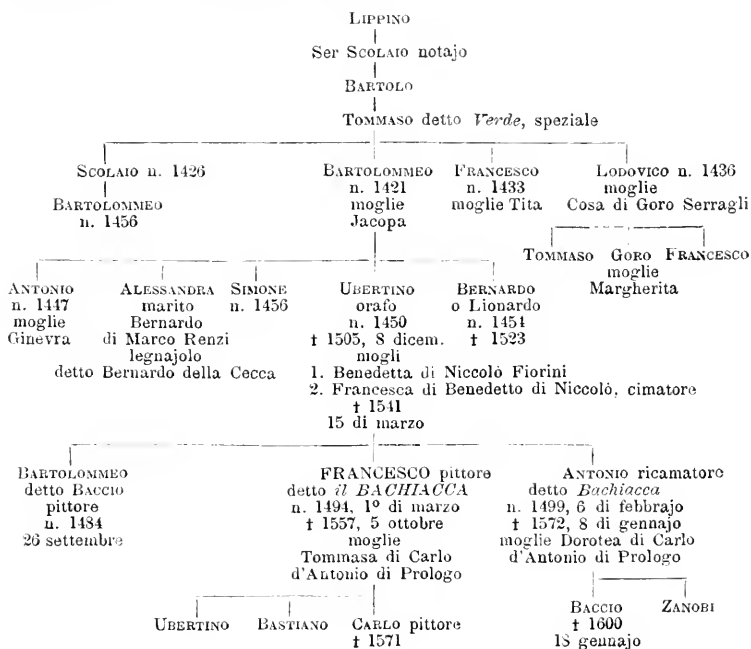 LIPPINO
Ser SCOLAIO notajo
BARTOLO
TOMMASO detto Verde, speziale
SCOLAIO n. 1426
BARTOLOMMEO
n. 1456
BARTOLOMMEO
n. 1421
moglie
Jacopa
FRANCESCO
n. 1433
moglie Tita
LODOVICO n. 1436
moglie
Cosa di Goro Serragli
TOMMASO GORO FRANCESCO
moglie
Margherita
ANTONIO
n. 1447
moglie
Ginevra
ALESSANDRA
marito
Bernardo
di Marco Renzi
legnajolo
detto Bernardo della Cecca
SIMONE
n. 1456
UBERTINO
orafo
n. 1450
† 1505, 8 dicem.
mogli
1. Benedetta di Niccolò Fiorini
2. Francesca di Benedetto di Niccolò, cimatore
† 1541
15 di marzo
BERNARDO
o Lionardo
n. 1454
† 1523
BARTOLOMMEO
detto BACCIO
pittore
n. 1484
26 settembre
FRANCESCO pittore
detto il BACHIACCA
n. 1494, 1º di marzo
† 1557, 5 ottobre
moglie
Tommasa di Carlo
d'Antonio di Prologo
ANTONIO ricamatore
detto Bachiacca
n. 1499, 6 di febbrajo
† 1572, 8 di gennajo
moglie Dorotea di Carlo
d'Antonio di Prologo
UBERTINO BASTIANO CARLO pittore
† 1571
BACCIO
† 1600
18 gennajo
ZANOBI